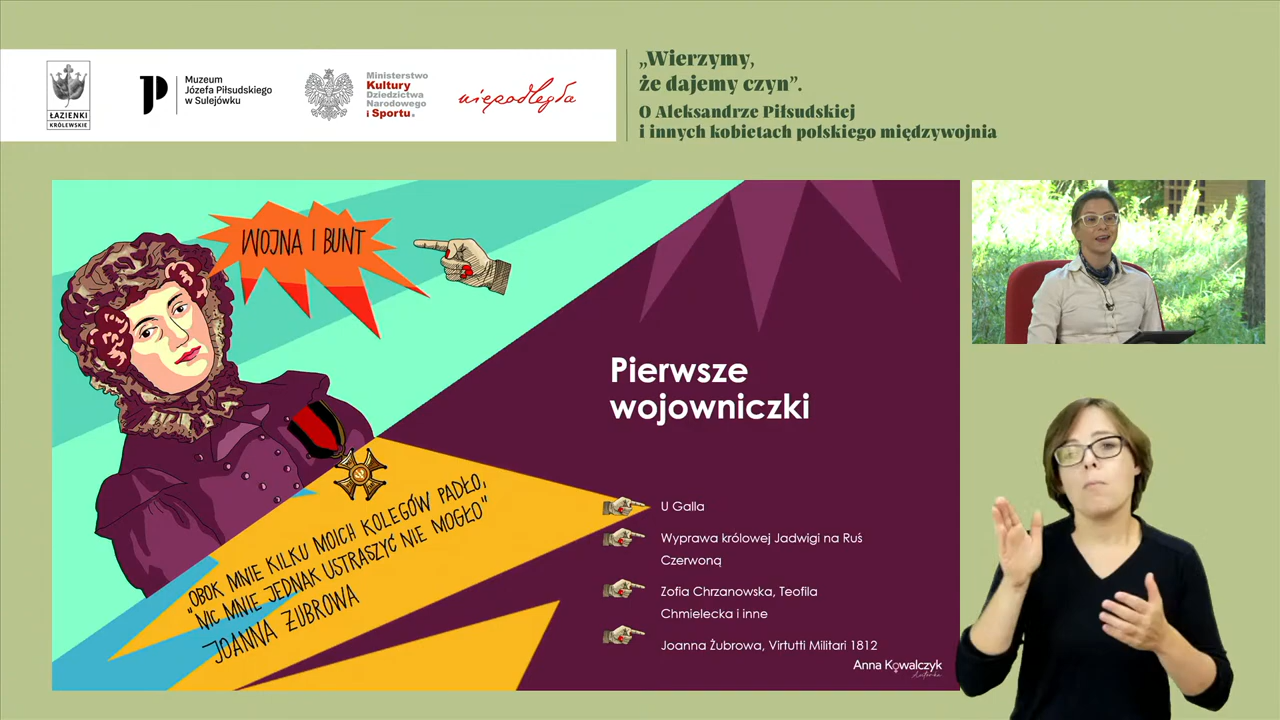 ŁAZIENKI
KRÓLEWSKIE
Muzeum
Józefa Piłsudskiego
w Sulejówku
Ministerstwo
Kultury
Dziedzictwa
Narodowego
i Sportu.
niepodległa
„Wierzymy,
że dajemy czyn”.
O Aleksandrze Piłsudskiej
i innych kobietach polskiego międzywojnia
WOJNA I BUNT
„OBOK MNIE KILKU MOICH KOLEGÓW PADŁO,
NIC MNIE JEDNAK USTRASZYĆ NIE MOGŁO”
JOANNA ŻUBROWA
Pierwsze
wojowniczki
U Galla
Wyprawa królowej Jadwigi na Ruś
Czerwoną
Zofia Chrzanowska, Teofila
Chmielecka i inne
Joanna Żubrowa, Virtutti Militari 1812
Anna Kowalczyk
Autorka